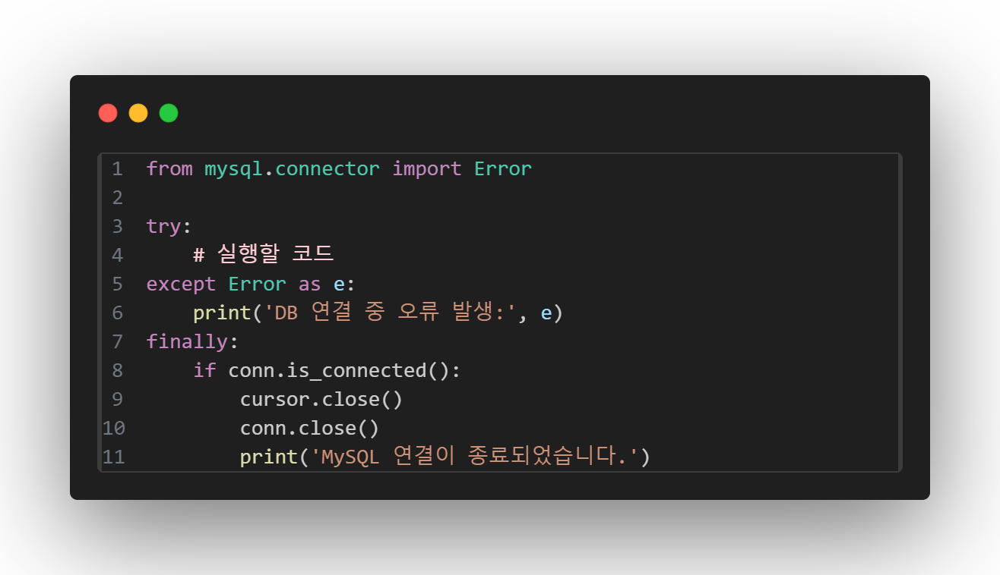 1 from mysql.connector import Error
2
3 try:
4     # 실행할 코드
5 except Error as e:
6     print('DB 연결 중 오류 발생:', e)
7 finally:
8     if conn.is_connected():
9         cursor.close()
10         conn.close()
11         print('MySQL 연결이 종료되었습니다.')